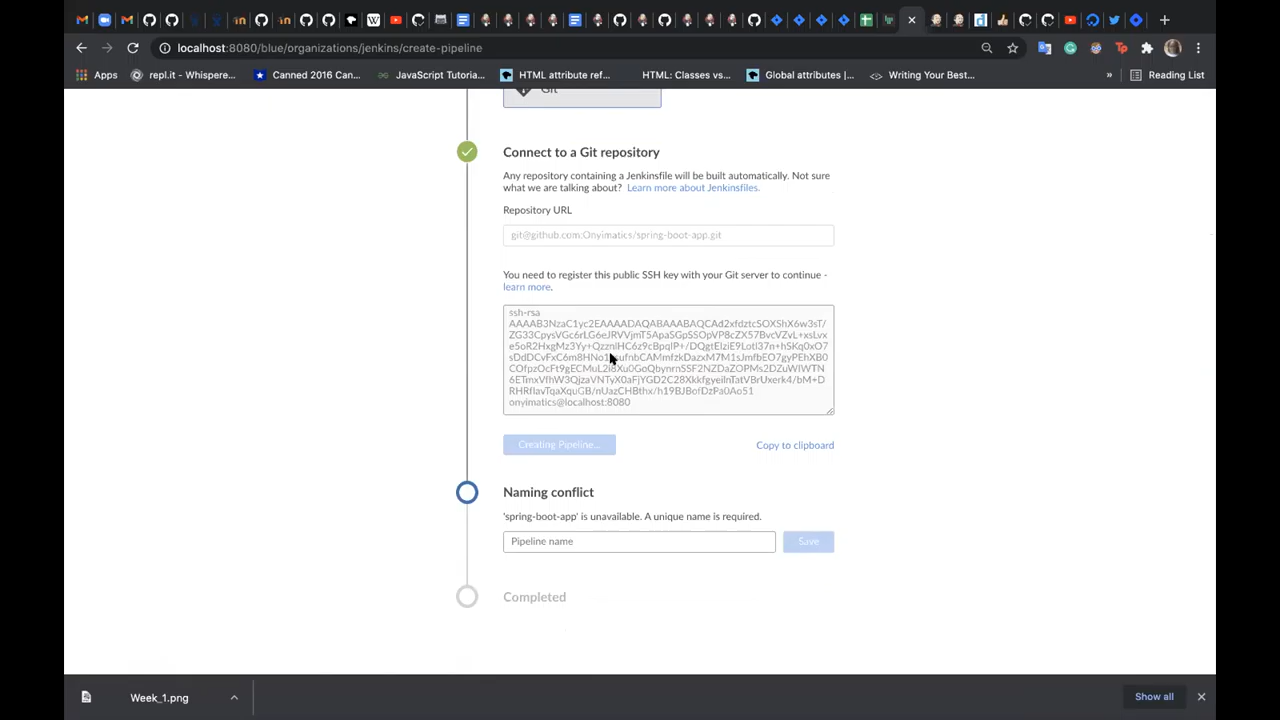 localhost:8080/blue/organizations/jenkins/create-pipeline
Apps
repl.it - Whispere...
Canned 2016 Can...
JavaScript Tutoria...
HTML attribute ref...
HTML: Classes vs...
Global attributes |...
Writing Your Best...
»
Reading List
Git
Connect to a Git repository
Any repository containing a Jenkinsfile will be built automatically. Not sure
what we are talking about? Learn more about Jenkinsfiles.
Repository URL
git@github.com:Onyimatics/spring-boot-app.git
You need to register this public SSH key with your Git server to continue -
learn more.
ssh-rsa
onyimatics@localhost:8080
Creating Pipeline...
Copy to clipboard
Naming conflict
'spring-boot-app' is unavailable. A unique name is required.
Pipeline name
Save
Completed
Week_1.png
Show all